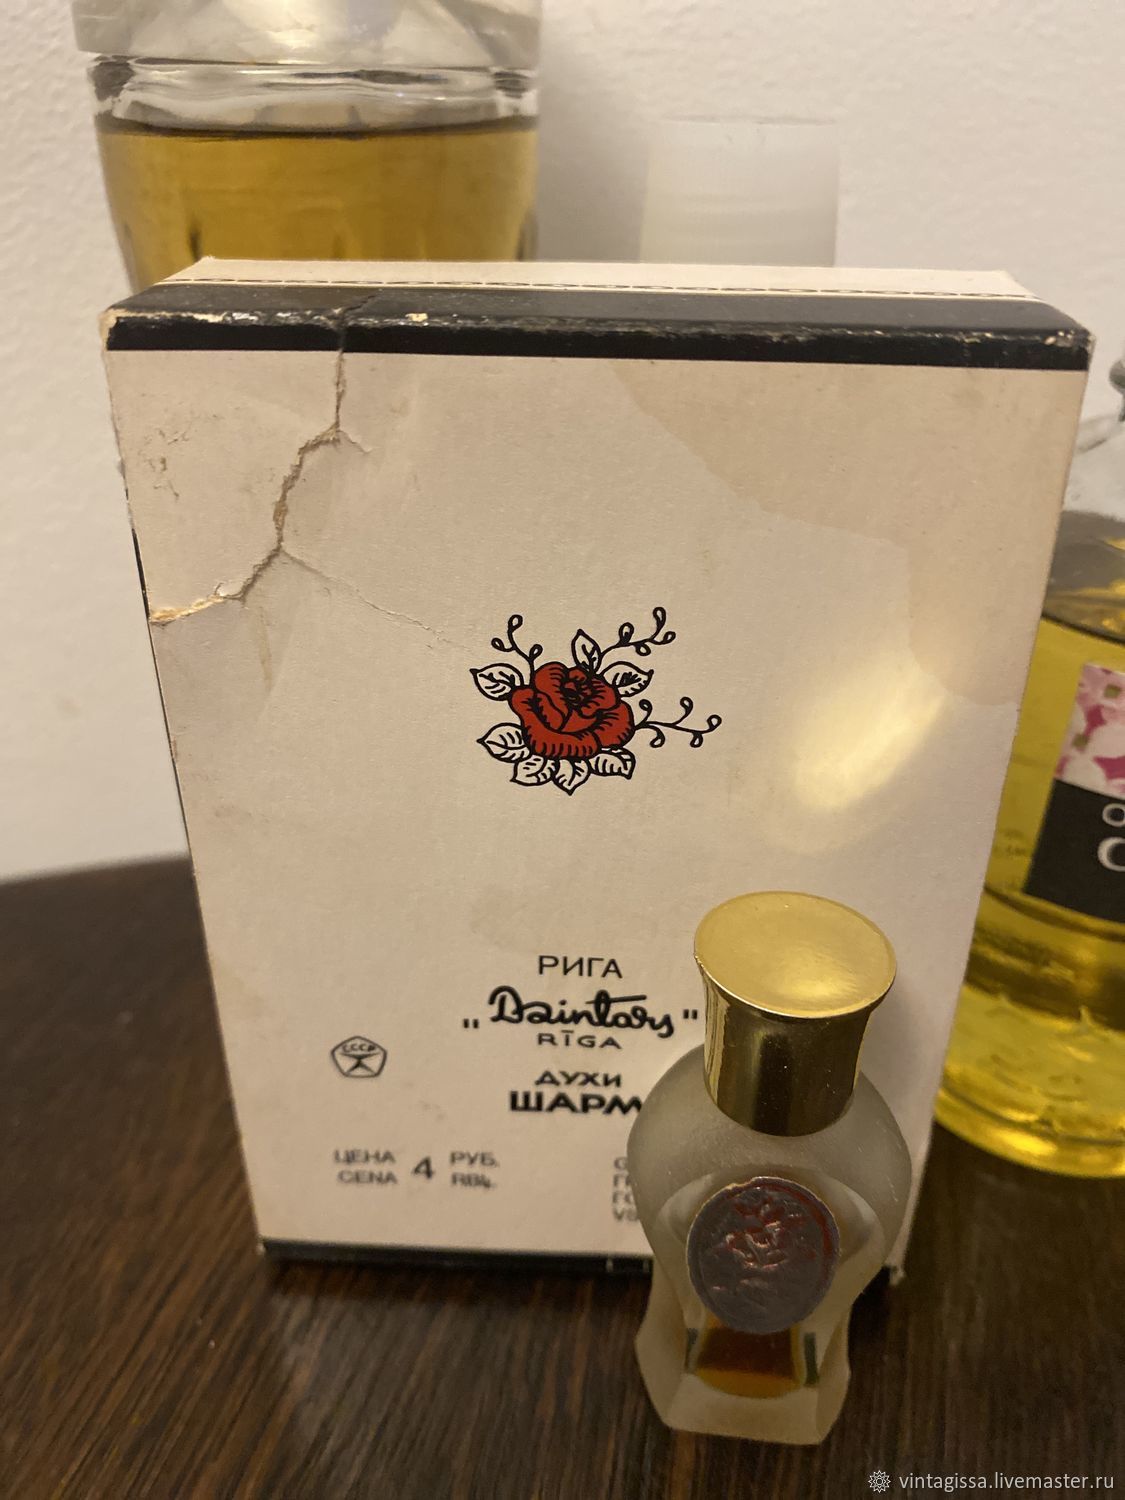 РИГА
„Dzintars"
RĪGA
СССР
ДУХИ
ШАРМ
ЦЕНА 4 РУБ.
CENA RBĻ.
vintagissa.livemaster.ru